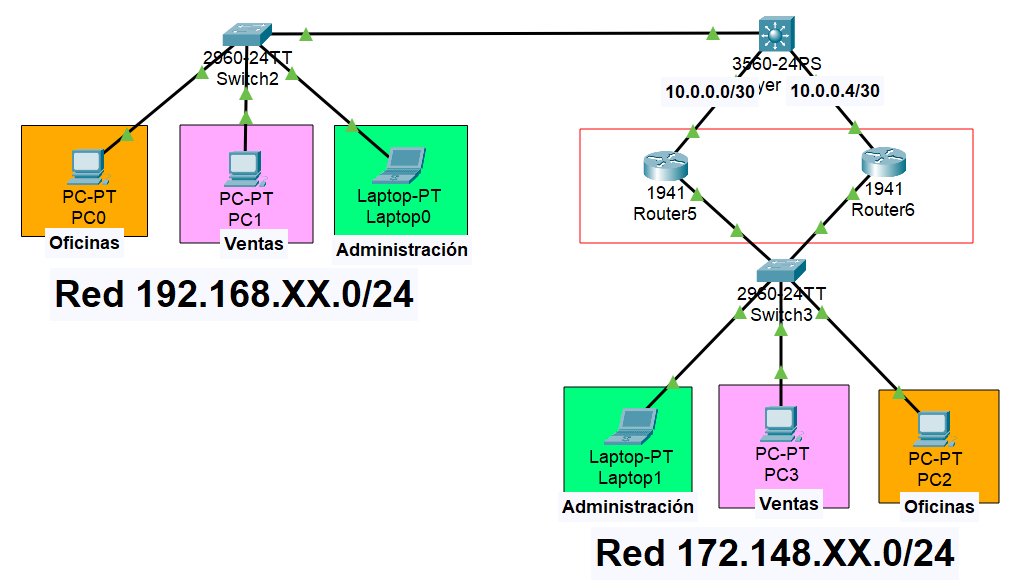 2960-24TT
Switch2
3560-24PS
yer
10.0.0.0/30
10.0.0.4/30
PC-PT
PC0
Oficinas
PC-PT
PC1
Ventas
Laptop-PT
Laptop0
Administración
1941
Router5
1941
Router6
Red 192.168.XX.0/24
2960-24TT
Switch3
Laptop-PT
Laptop1
Administración
PC-PT
PC3
Ventas
PC-PT
PC2
Oficinas
Red 172.148.XX.0/24